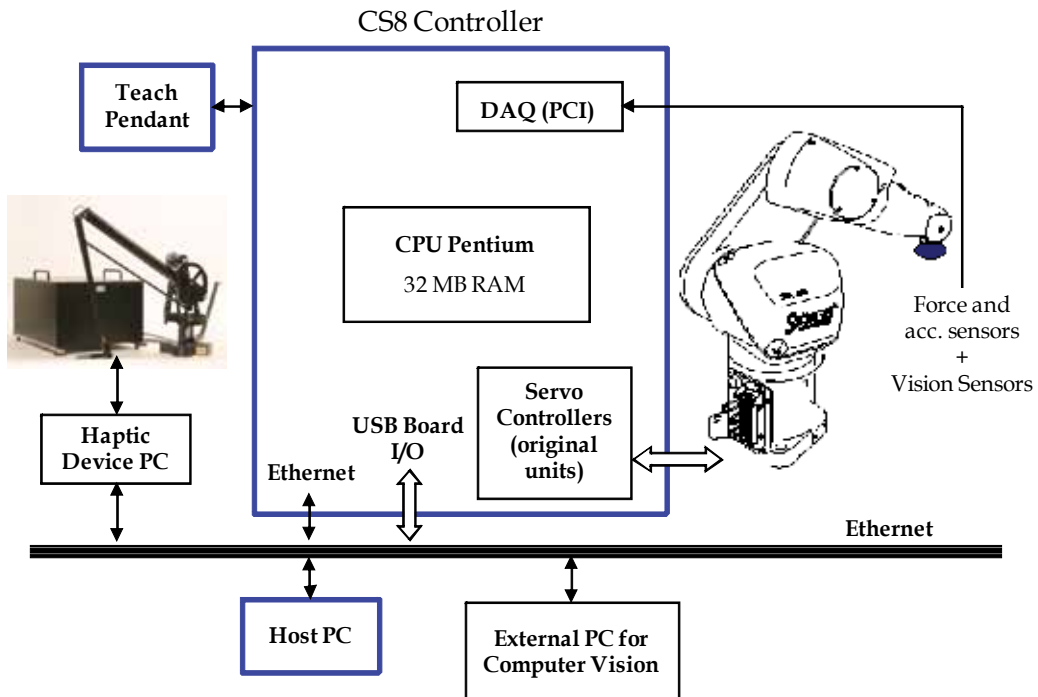 CS8 Controller
Teach
Pendant
DAQ (PCI)
CPU Pentium
32 MB RAM
Force and
acc. sensors
+
Vision Sensors
Servo
Controllers
(original
units)
USB Board
I/O
Haptic
Device PC
Ethernet
Ethernet
Host PC
External PC for
Computer Vision